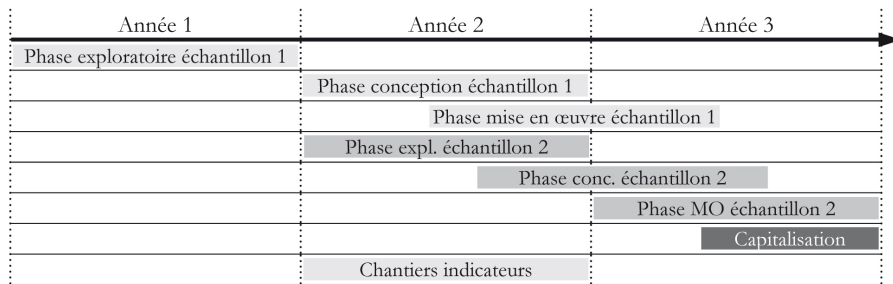 Année 1 Année 2 Année 3
Phase exploratoire échantillon 1
Phase conception échantillon 1
Phase mise en œuvre échantillon 1
Phase expl. échantillon 2
Phase conc. échantillon 2
Phase MO échantillon 2
Capitalisation
Chantiers indicateurs